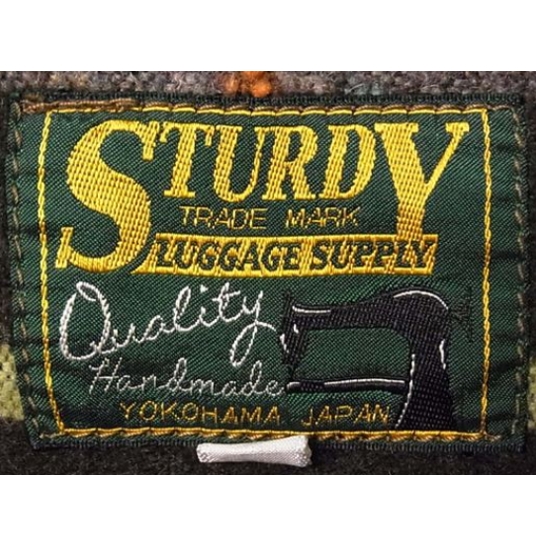 STURDY
TRADE MARK
LUGGAGE SUPPLY
Quality
Handmade
YOKOHAMA, JAPAN